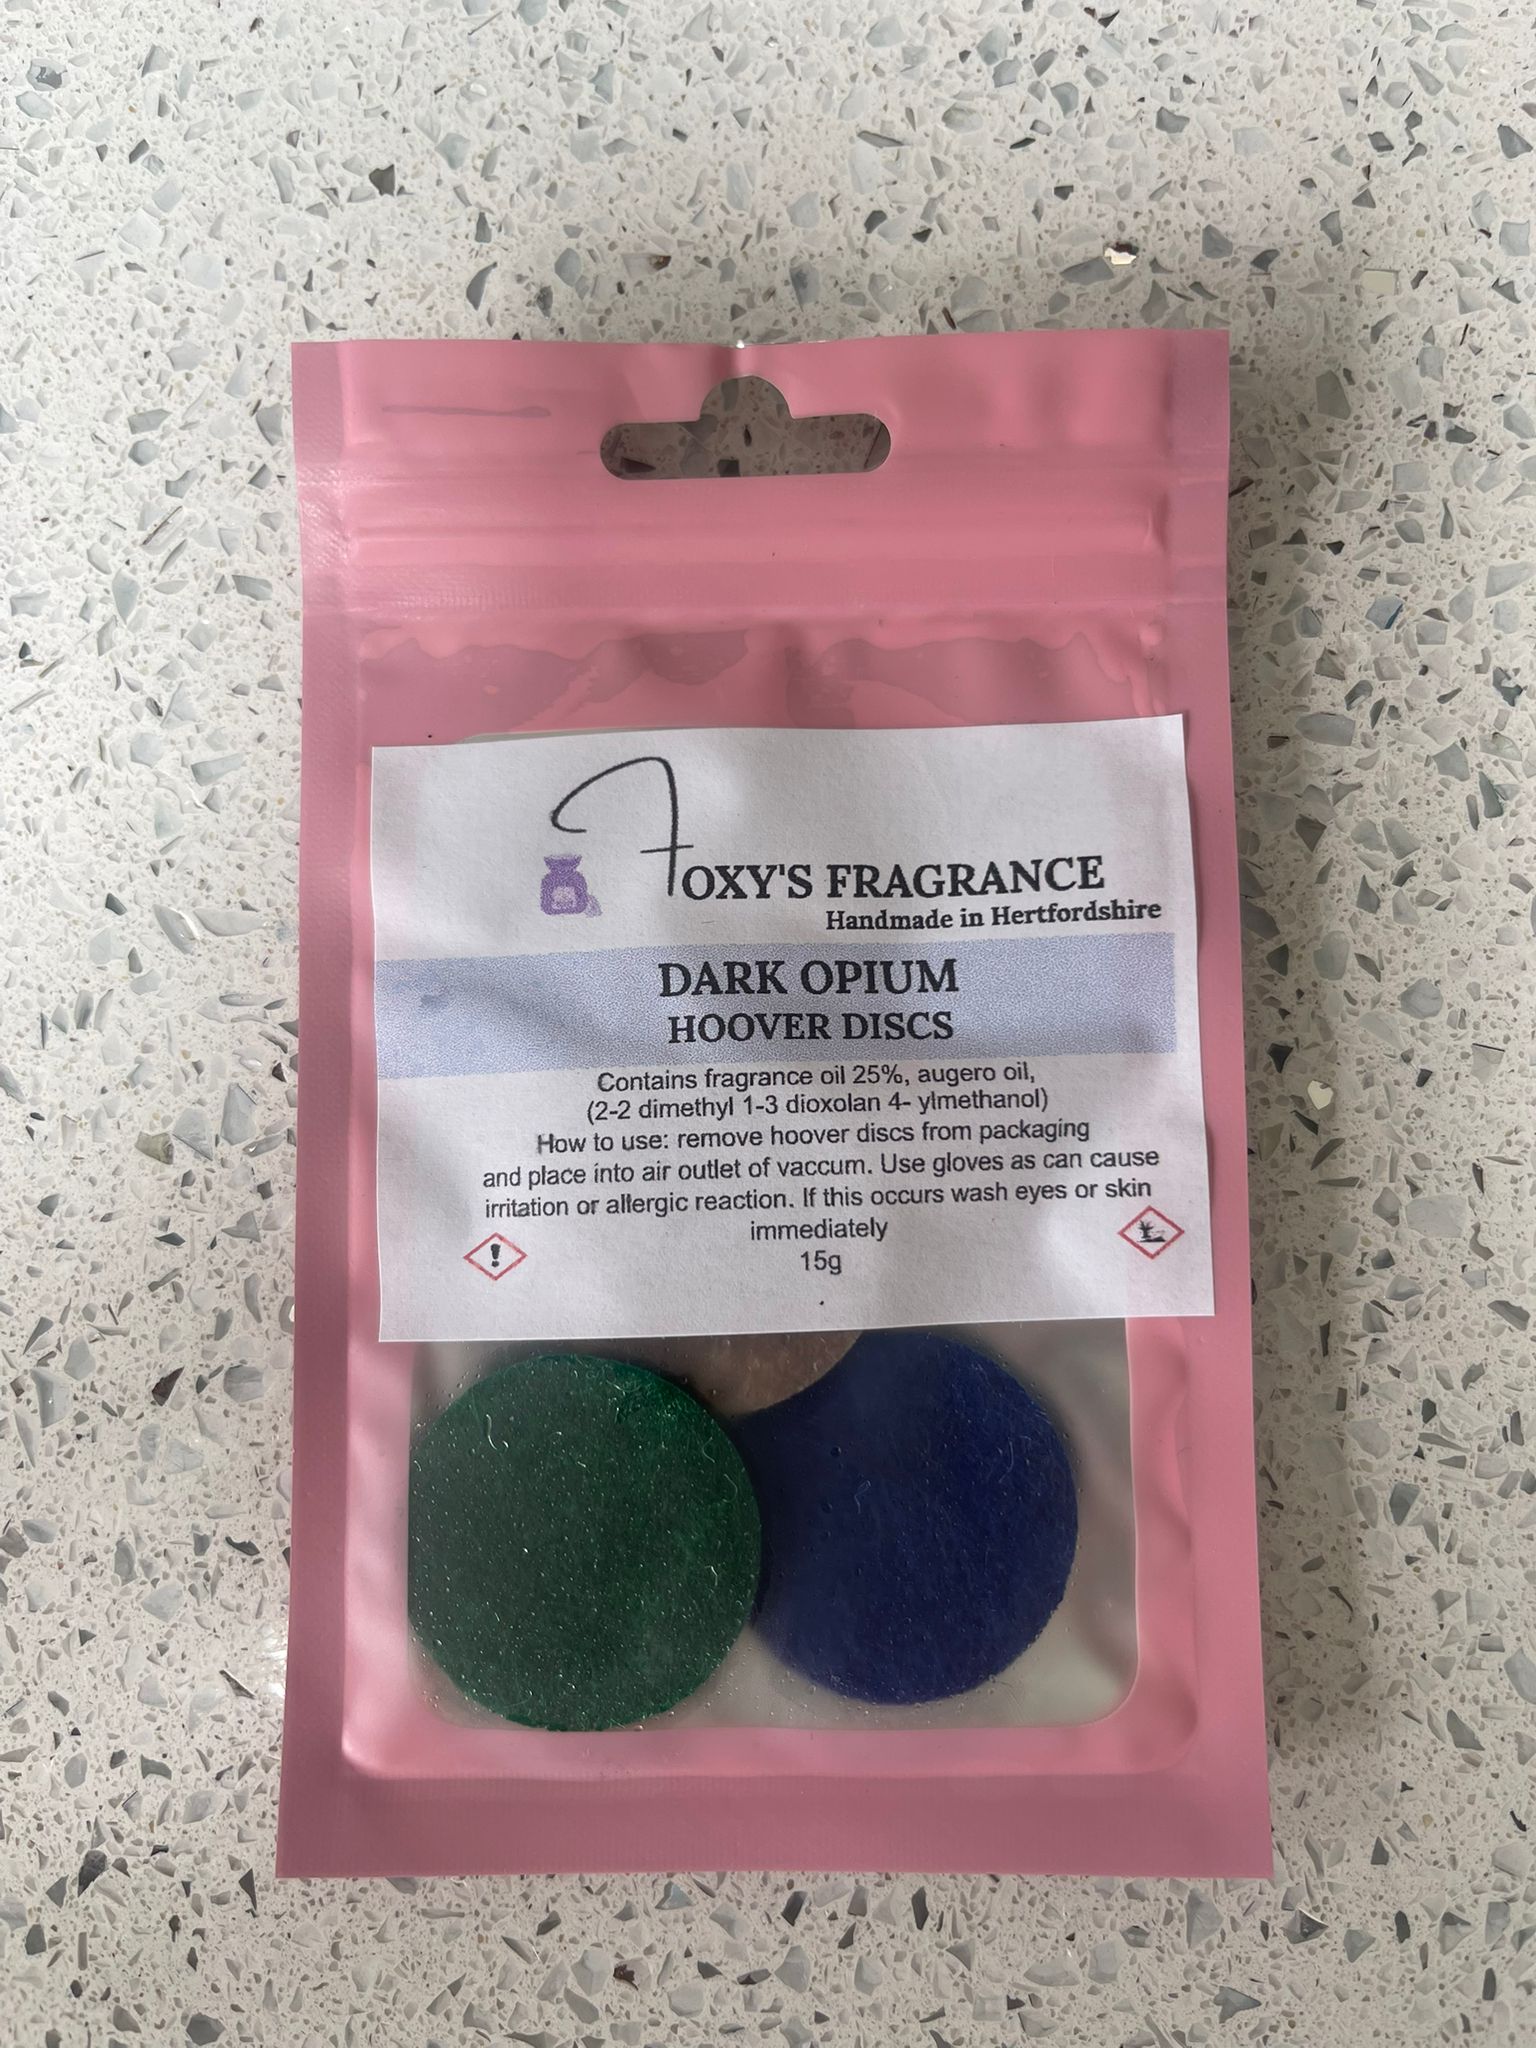 FOXY'S FRAGRANCE
Handmade in Hertfordshire
DARK OPIUM
HOOVER DISCS
Contains fragrance oil 25%, augero oil,
(2-2 dimethyl 1-3 dioxolan 4- ylmethanol)
How to use: remove hoover discs from packaging
and place into air outlet of vaccum. Use gloves as can cause
irritation or allergic reaction. If this occurs wash eyes or skin
immediately
15g